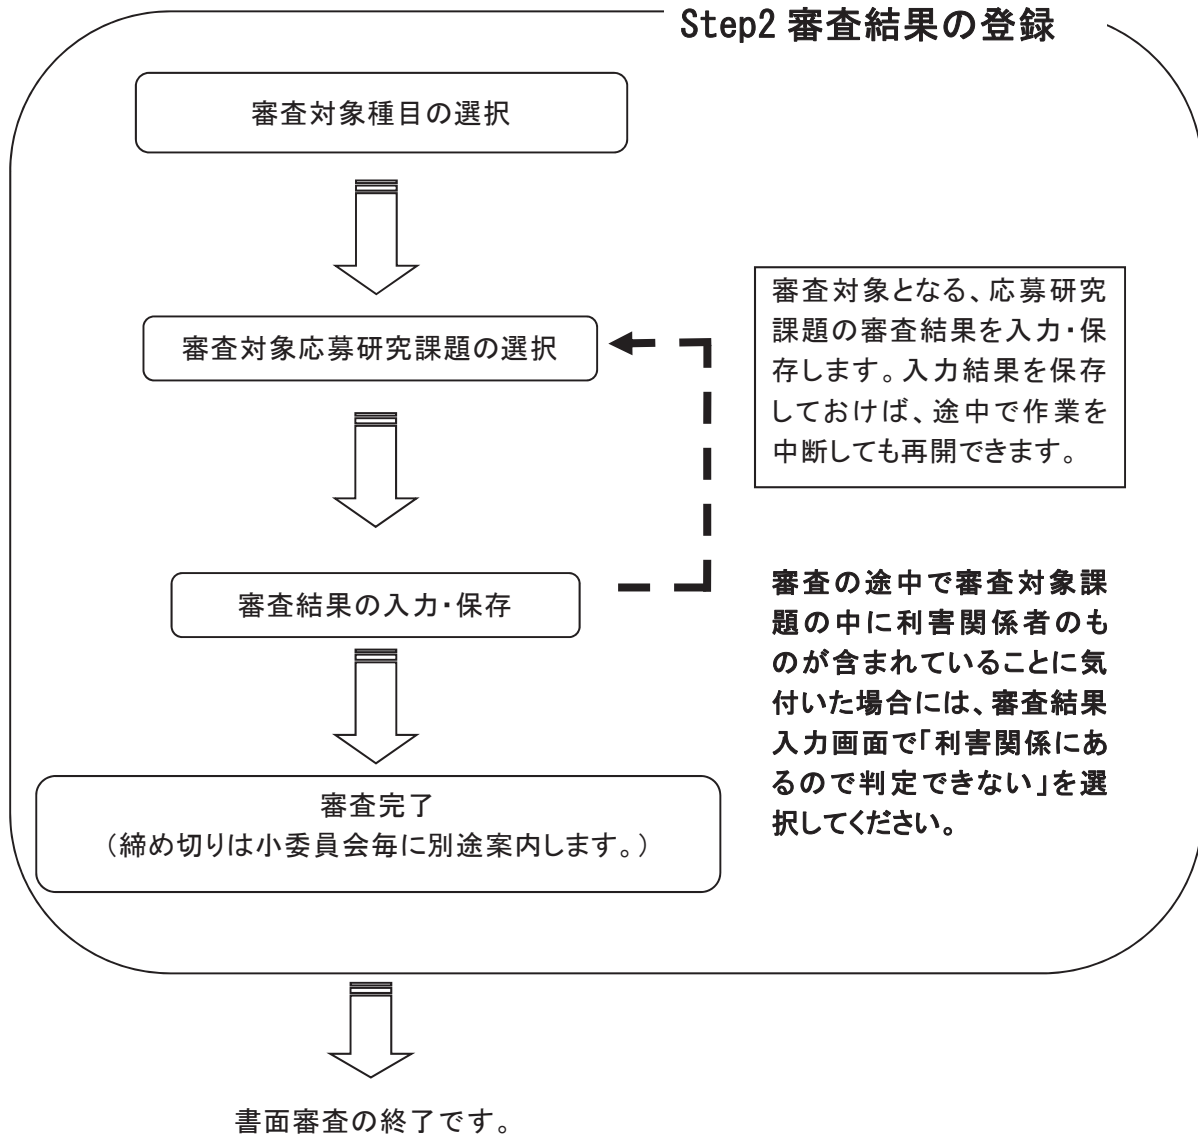 Step2 審査結果の登録
審査対象種目の選択
審査対象応募研究課題の選択
審査対象となる、応募研究
課題の審査結果を入力・保
存します。入力結果を保存
しておけば、途中で作業を
中断しても再開できます。
審査結果の入力・保存
審査の途中で審査対象課
題の中に利害関係者のも
のが含まれていることに気
付いた場合には、審査結果
入力画面で「利害関係にあ
るので判定できない」を選
択してください。
審査完了
（締め切りは小委員会毎に別途案内します。）
書面審査の終了です。